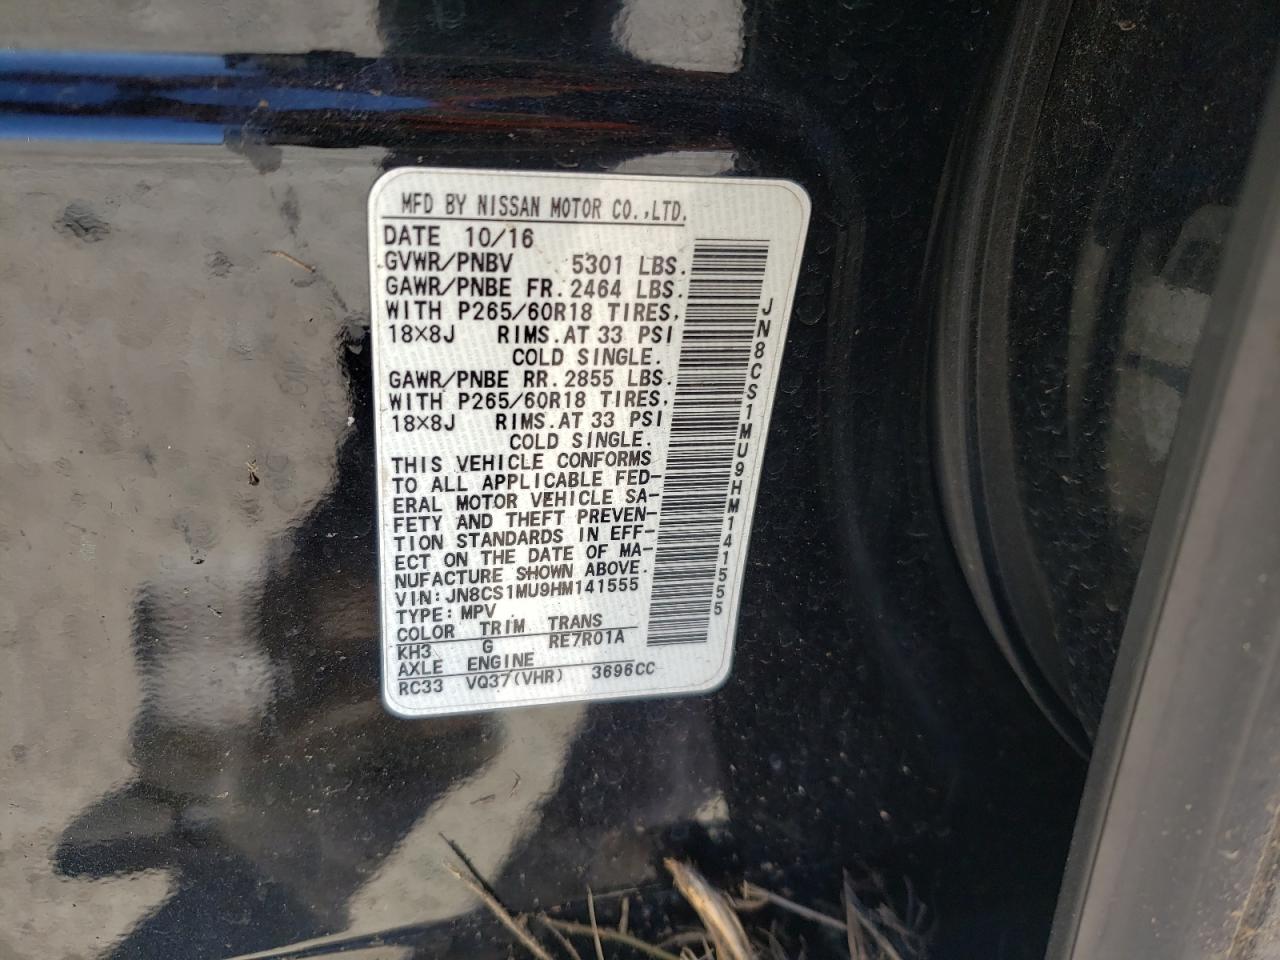 MFD BY NISSAN MOTOR CO.,LTD.
DATE 10/16
GVWR/PNBV 5301 LBS.
GAWR/PNBE FR. 2464 LBS.
WITH P265/60R18 TIRES,
18X8J RIMS.AT 33 PSI
COLD SINGLE.
GAWR/PNBE RR. 2855 LBS.
WITH P265/60R18 TIRES.
18X8J RIMS.AT 33 PSI
COLD SINGLE.
THIS VEHICLE CONFORMS
TO ALL APPLICABLE FED-
ERAL MOTOR VEHICLE SA-
FETY AND THEFT PREVEN-
TION STANDARDS IN EFF-
ECT ON THE DATE OF MA-
NUFACTURE SHOWN ABOVE.
VIN:JN8CS1MU9HM141555
TYPE:MPV
COLOR TRIM TRANS
KH3 G RE7R01A
AXLE ENGINE
RC33 VQ37(VHR) 3696CC
JN8CS1MU9HM141555